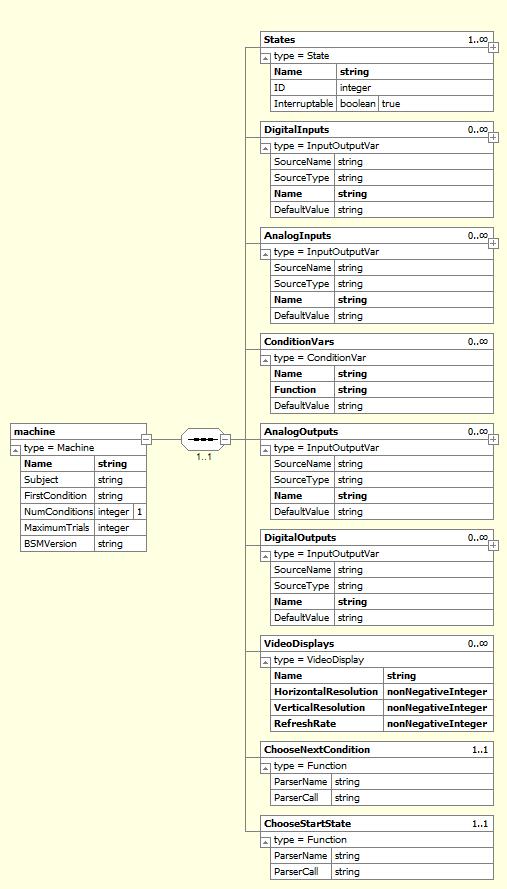 States 1..∞
type = State
Name string
ID integer
Interruptable boolean true
DigitalInputs 0..∞
type = InputOutputVar
SourceName string
SourceType string
Name string
DefaultValue string
AnalogInputs 0..∞
type = InputOutputVar
SourceName string
SourceType string
Name string
DefaultValue string
ConditionVars 0..∞
type = ConditionVar
Name string
Function string
DefaultValue string
machine
type = Machine
Name string
Subject string
FirstCondition string
NumConditions integer 1
MaximumTrials integer
BSMVersion string
1..1
AnalogOutputs 0..∞
type = InputOutputVar
SourceName string
SourceType string
Name string
DefaultValue string
DigitalOutputs 0..∞
type = InputOutputVar
SourceName string
SourceType string
Name string
DefaultValue string
VideoDisplays 0..∞
type = VideoDisplay
Name string
HorizontalResolution nonNegativeInteger
VerticalResolution nonNegativeInteger
RefreshRate nonNegativeInteger
ChooseNextCondition 1..1
type = Function
ParserName string
ParserCall string
ChooseStartState 1..1
type = Function
ParserName string
ParserCall string